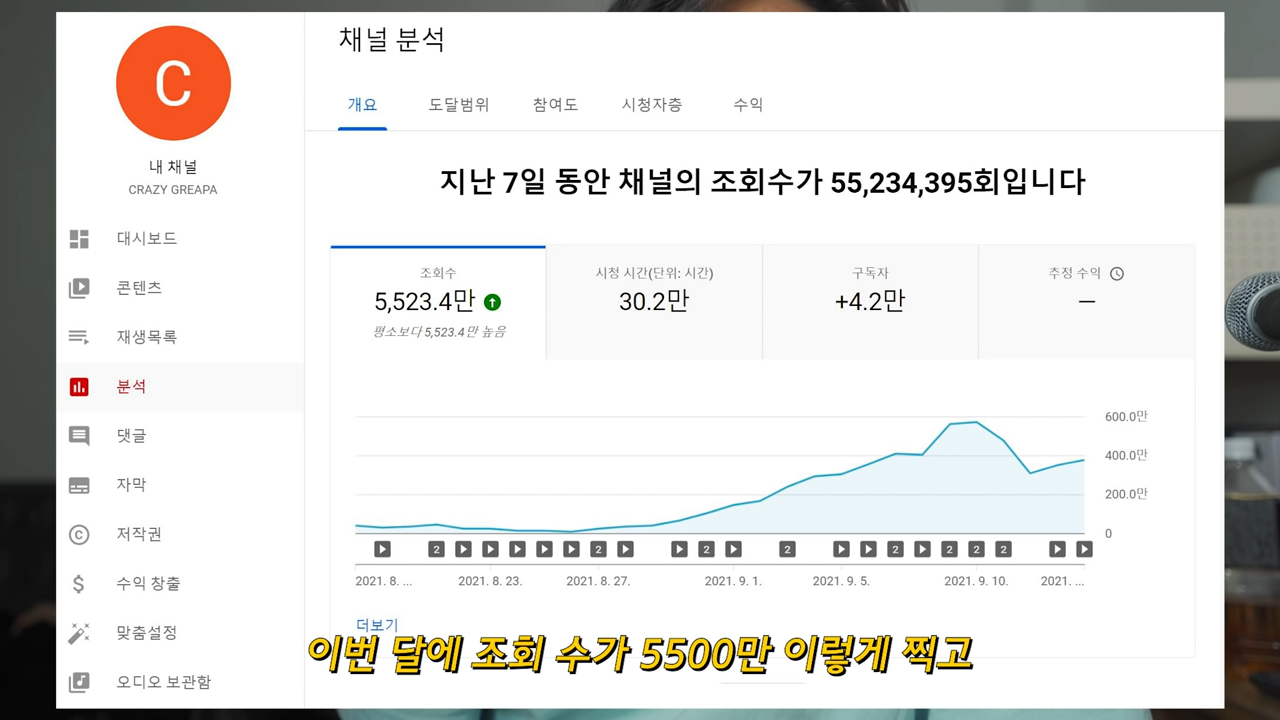 C
내 채널
CRAZY GREAPA
대시보드
콘텐츠
재생목록
분석
댓글
자막
저작권
수익 창출
맞춤설정
오디오 보관함
채널 분석
개요 도달범위 참여도 시청자층 수익
지난 7일 동안 채널의 조회수가 55,234,395회입니다
조회수
5,523.4만
평소보다 5,523.4만 높음
시청 시간(단위: 시간)
30.2만
구독자
+4.2만
추정 수익
—
600.0만
400.0만
200.0만
0
2 2 2 2 2 2 2 2
2021. 8. ... 2021. 8. 23. 2021. 8. 27. 2021. 9. 1. 2021. 9. 5. 2021. 9. 10. 2021. ...
더보기
이번 달에 조회 수가 5500만 이렇게 찍고